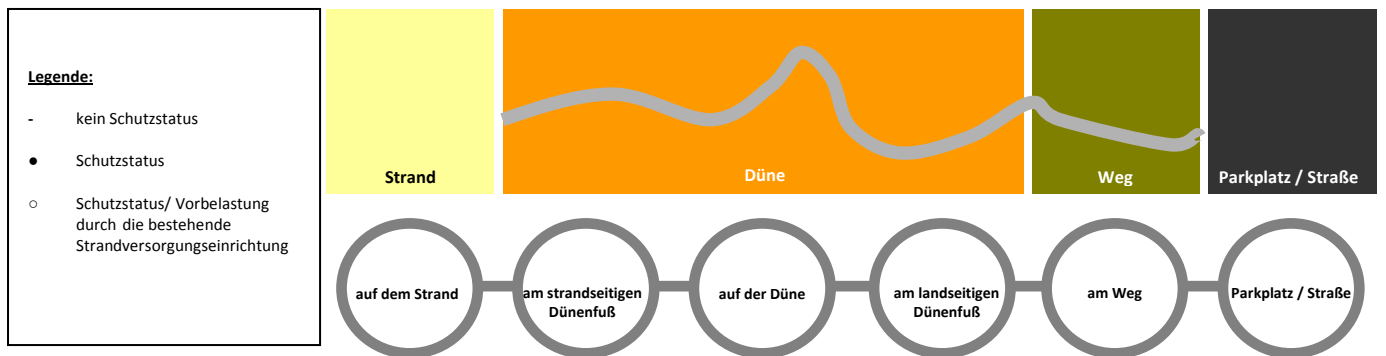 Legende:
- kein Schutzstatus
● Schutzstatus
○ Schutzstatus/ Vorbelastung
durch die bestehende
Strandversorgungseinrichtung
Strand
Düne
Weg
Parkplatz / Straße
auf dem Strand
am strandseitigen
Dünenfuß
auf der Düne
am landseitigen
Dünenfuß
am Weg
Parkplatz / Straße